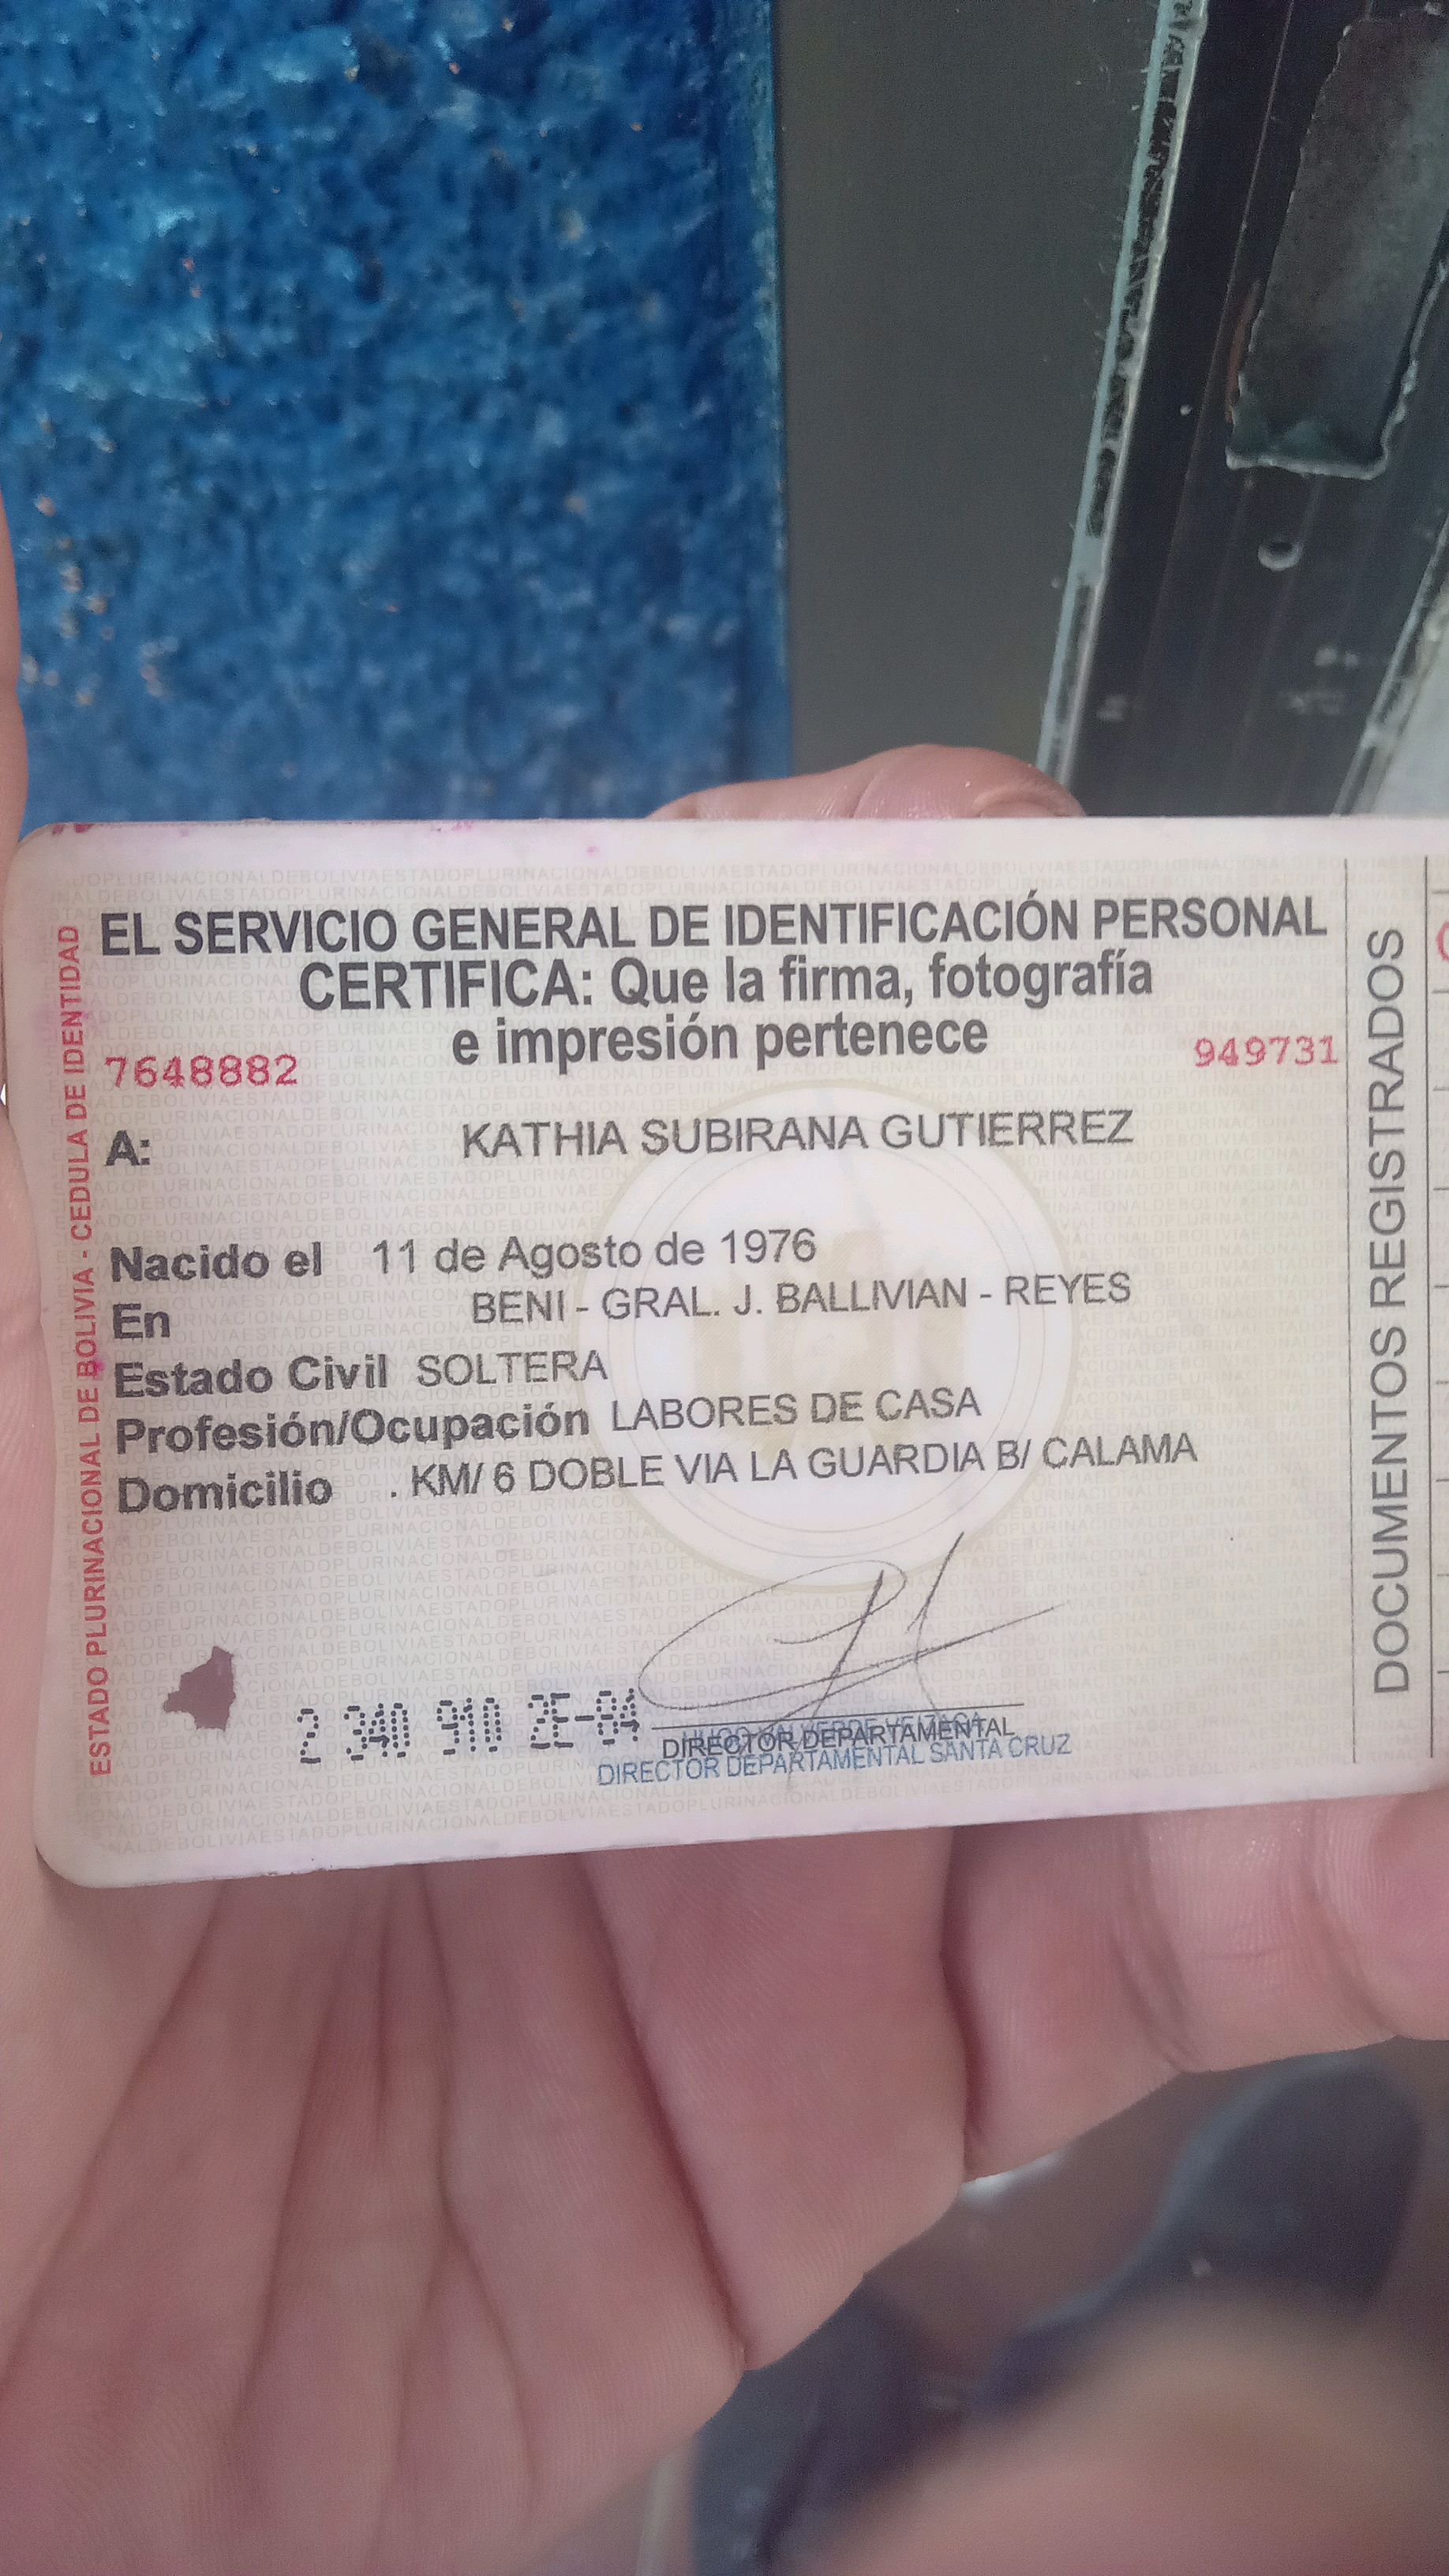 EL SERVICIO GENERAL DE IDENTIFICACIÓN PERSONAL
CERTIFICA: Que la firma, fotografía
e impresión pertenece
7648882
949731
A: KATHIA SUBIRANA GUTIERREZ
Nacido el 11 de Agosto de 1976
En BENI - GRAL. J. BALLIVIAN - REYES
Estado Civil SOLTERA
Profesión/Ocupación LABORES DE CASA
Domicilio . KM/ 6 DOBLE VIA LA GUARDIA B/ CALAMA
2 340 910 2E-04
DIRECTOR DEPARTAMENTAL
DIRECTOR DEPARTAMENTAL SANTA CRUZ
ESTADO PLURINACIONAL DE BOLIVIA - CEDULA DE IDENTIDAD
DOCUMENTOS REGISTRADOS